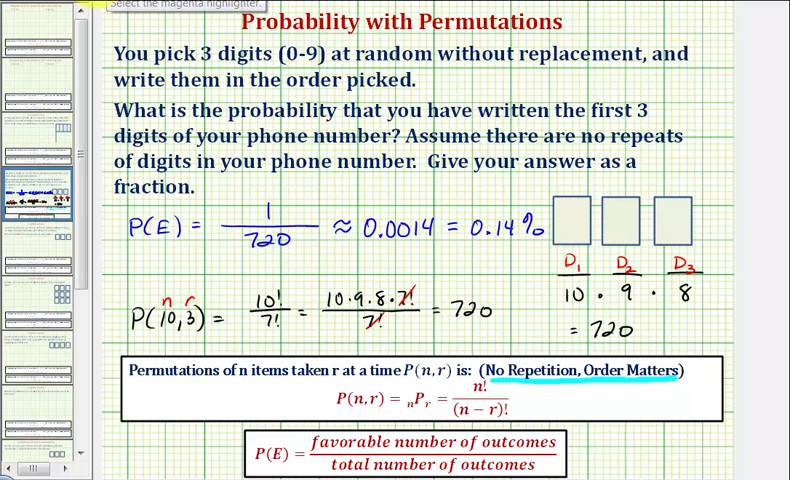 Select the magenta highlighter.
Probability with Permutations
You pick 3 digits (0-9) at random without replacement, and
write them in the order picked.
What is the probability that you have written the first 3
digits of your phone number? Assume there are no repeats
of digits in your phone number. Give your answer as a
fraction.
P(E) = 1/720 ≈ 0.0014 = 0.14%
D₁ D₂ D₃
10 · 9 · 8
= 720
n r
P(10,3) = 10!/7! = 10·9·8·7!/7! = 720
Permutations of n items taken r at a time P(n,r) is: (No Repetition, Order Matters)
P(n,r) = ₙPᵣ = n!/(n − r)!
P(E) = favorable number of outcomes/total number of outcomes